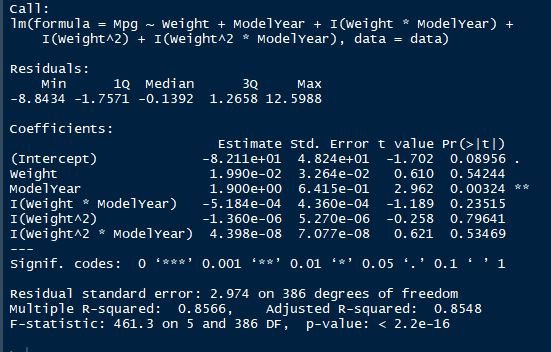 Call:
lm(formula = Mpg ~ Weight + ModelYear + I(Weight * ModelYear) +
    I(Weight^2) + I(Weight^2 * ModelYear), data = data)

Residuals:
    Min      1Q  Median      3Q     Max
-8.8434 -1.7571 -0.1392  1.2658 12.5988

Coefficients:
                          Estimate Std. Error t value Pr(>|t|)
(Intercept)             -8.211e+01  4.824e+01  -1.702  0.08956 .
Weight                   1.990e-02  3.264e-02   0.610  0.54244
ModelYear                1.900e+00  6.415e-01   2.962  0.00324 **
I(Weight * ModelYear)   -5.184e-04  4.360e-04  -1.189  0.23515
I(Weight^2)             -1.360e-06  5.270e-06  -0.258  0.79641
I(Weight^2 * ModelYear)  4.398e-08  7.077e-08   0.621  0.53469
---
Signif. codes:  0 ‘***’ 0.001 ‘**’ 0.01 ‘*’ 0.05 ‘.’ 0.1 ‘ ’ 1

Residual standard error: 2.974 on 386 degrees of freedom
Multiple R-squared:  0.8566,    Adjusted R-squared:  0.8548
F-statistic: 461.3 on 5 and 386 DF,  p-value: < 2.2e-16